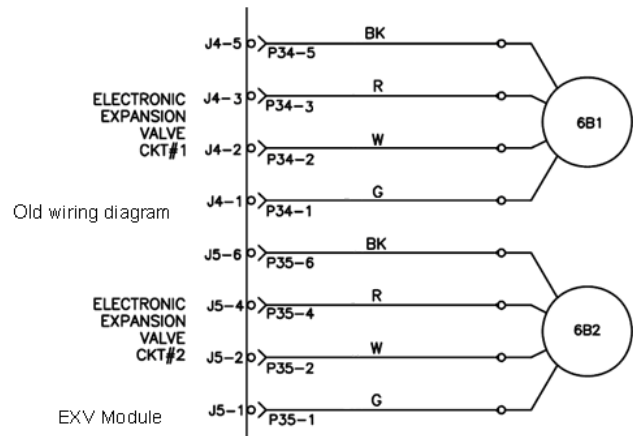 BK
J4-5
P34-5
R
J4-3
P34-3
ELECTRONIC
EXPANSION
VALVE
CKT#1
6B1
W
J4-2
P34-2
Old wiring diagram
G
J4-1
P34-1
BK
J5-6
P35-6
R
J5-4
P35-4
ELECTRONIC
EXPANSION
VALVE
CKT#2
6B2
W
J5-2
P35-2
G
J5-1
P35-1
EXV Module